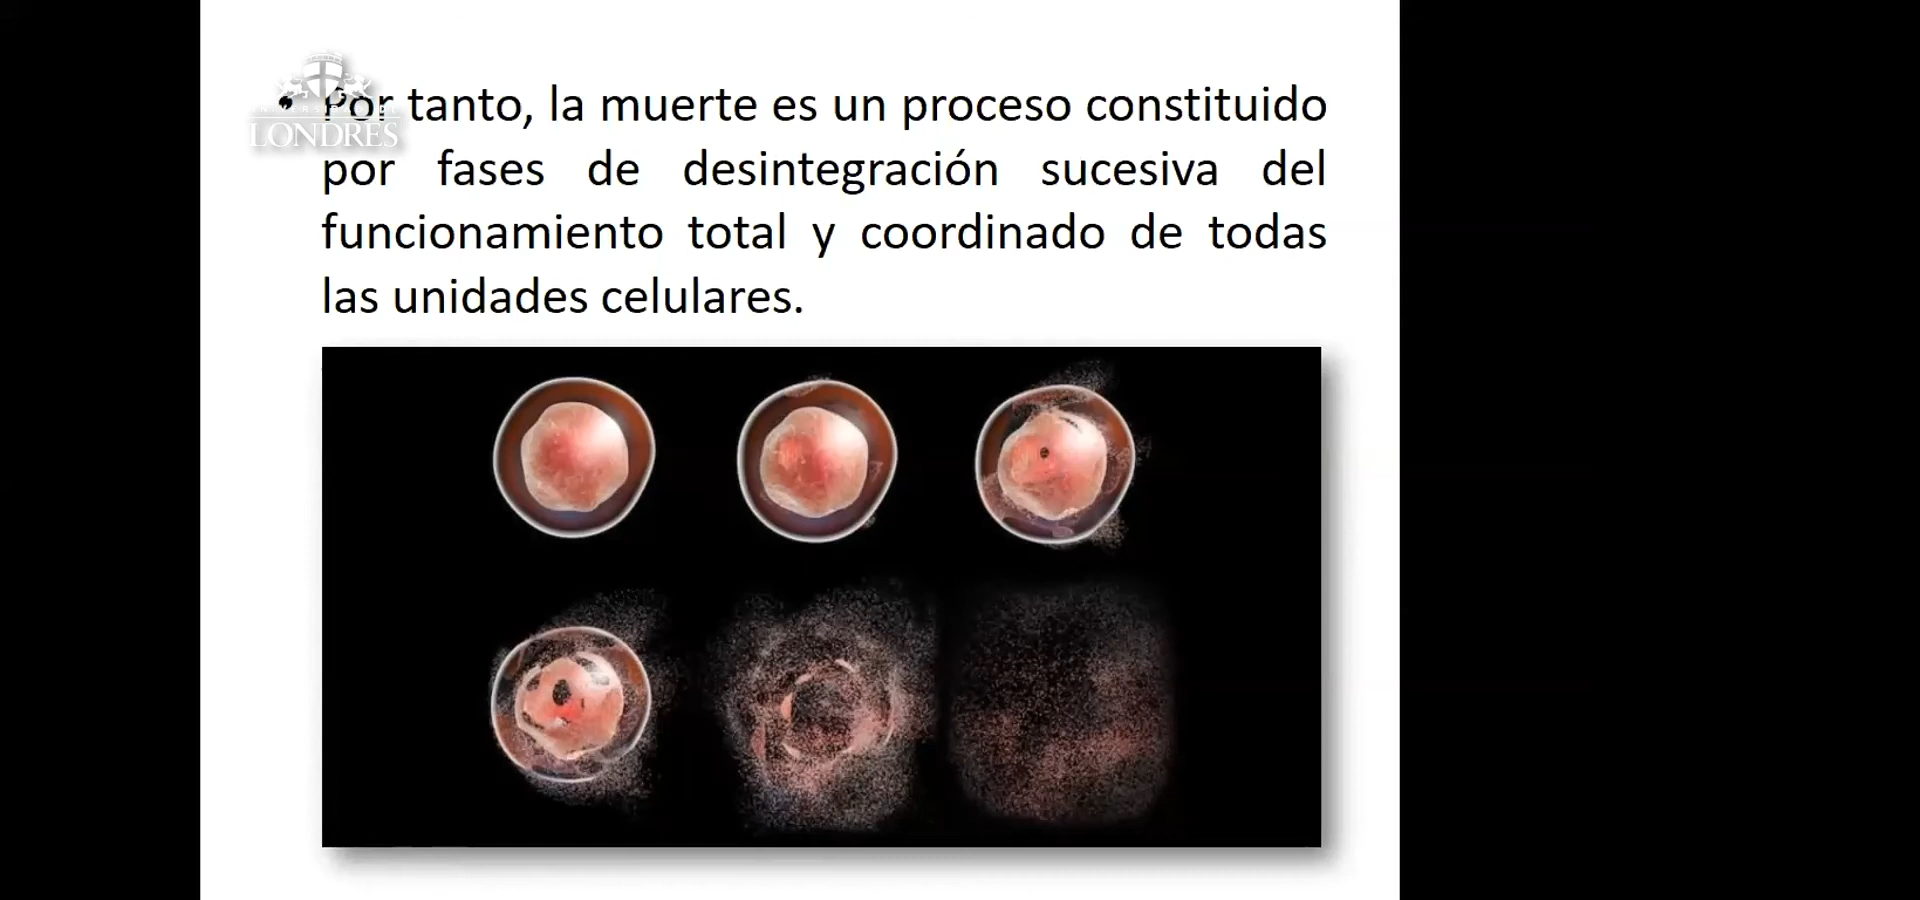 • Por tanto, la muerte es un proceso constituido
por fases de desintegración sucesiva del
funcionamiento total y coordinado de todas
las unidades celulares.
LONDRES